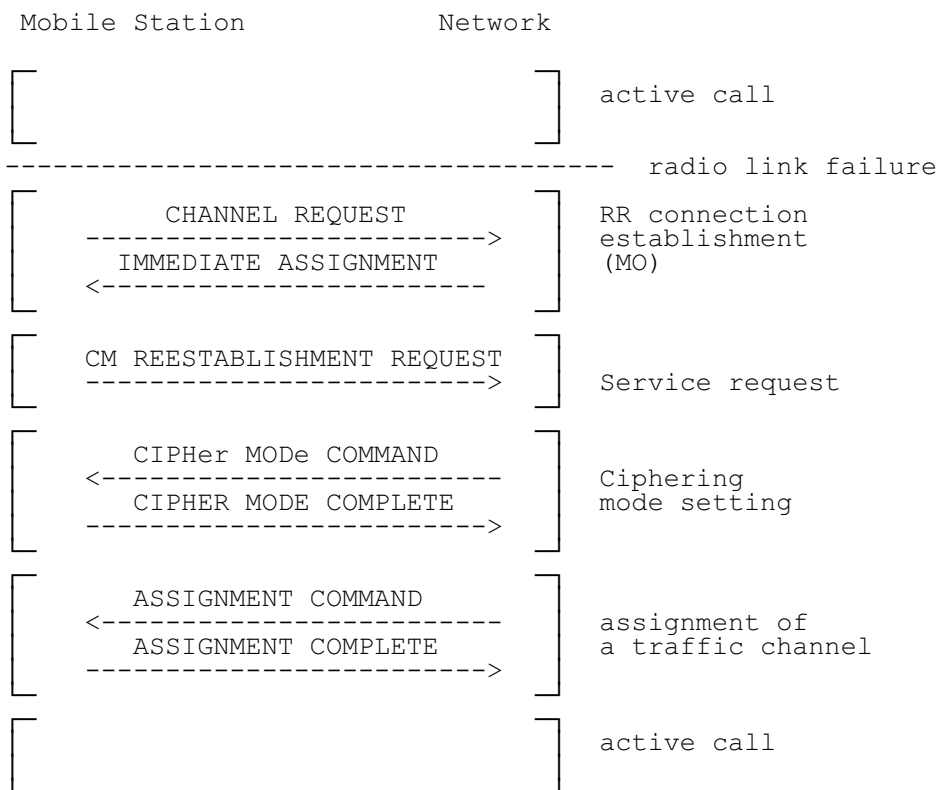 Mobile Station Network
active call
radio link failure
CHANNEL REQUEST RR connection
establishment
IMMEDIATE ASSIGNMENT (MO)
CM REESTABLISHMENT REQUEST
Service request
CIPHer MODe COMMAND
Ciphering
CIPHER MODE COMPLETE mode setting
ASSIGNMENT COMMAND
assignment of
ASSIGNMENT COMPLETE a traffic channel
active call